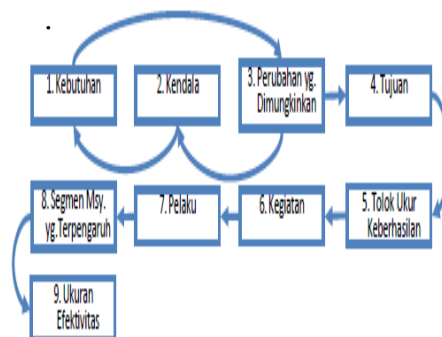 1. Kebutuhan
2. Kendala
3. Perubahan yg.
Dimungkinkan
4. Tujuan
5. Tolok Ukur
Keberhasilan
6. Kegiatan
7. Pelaku
8. Segmen Msy.
yg. Terpengaruh
9. Ukuran
Efektivitas